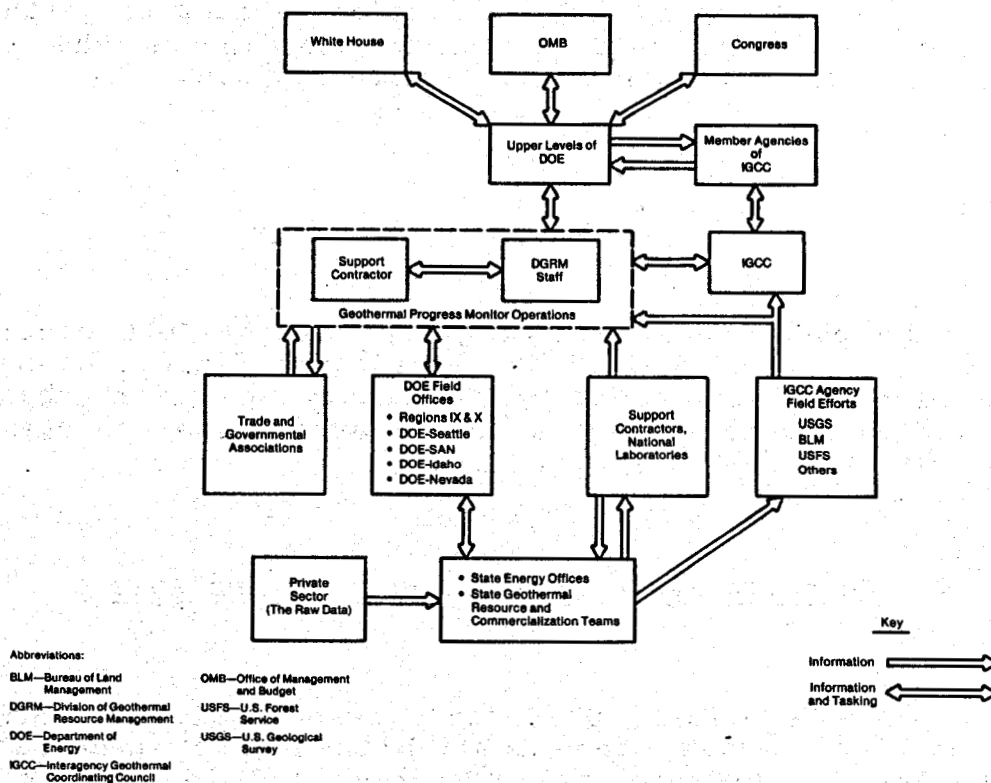 White House
OMB
Congress
Upper Levels of
DOE
Member Agencies
of
IGCC
Support
Contractor
DGRM
Staff
IGCC
Geothermal Progress Monitor Operations
Trade and
Governmental
Associations
DOE Field
Offices
• Regions IX & X
• DOE-Seattle
• DOE-SAN
• DOE-Idaho
• DOE-Nevada
Support
Contractors,
National
Laboratories
IGCC Agency
Field Efforts
USGS
BLM
USFS
Others
Private
Sector
(The Raw Data)
• State Energy Offices
• State Geothermal
Resource and
Commercialization Teams
Key
Information
Information
and Tasking
Abbreviations:
BLM—Bureau of Land
Management
DGRM—Division of Geothermal
Resource Management
DOE—Department of
Energy
IGCC—Interagency Geothermal
Coordinating Council
OMB—Office of Management
and Budget
USFS—U.S. Forest
Service
USGS—U.S. Geological
Survey